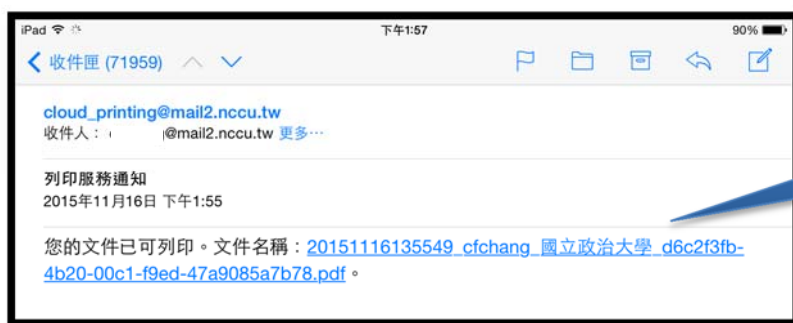 iPad 下午1:57 90%
收件匣 (71959)
cloud_printing@mail2.nccu.tw
收件人： @mail2.nccu.tw 更多…
列印服務通知
2015年11月16日 下午1:55
您的文件已可列印。文件名稱：20151116135549_cfchang_國立政治大學_d6c2f3fb-
4b20-00c1-f9ed-47a9085a7b78.pdf。